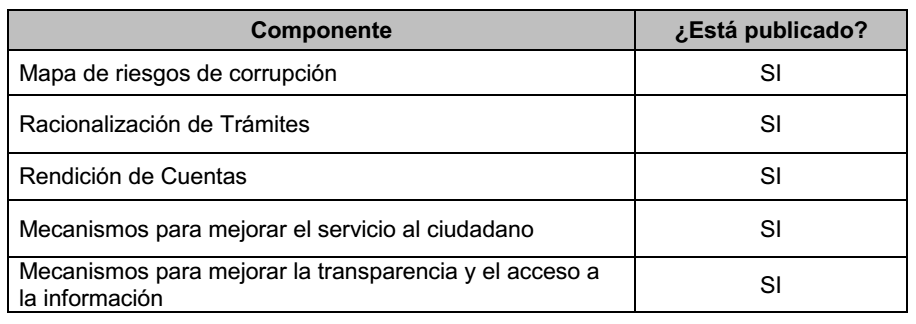 Componente ¿Está publicado?
Mapa de riesgos de corrupción SI
Racionalización de Trámites SI
Rendición de Cuentas SI
Mecanismos para mejorar el servicio al ciudadano SI
Mecanismos para mejorar la transparencia y el acceso a
la información SI